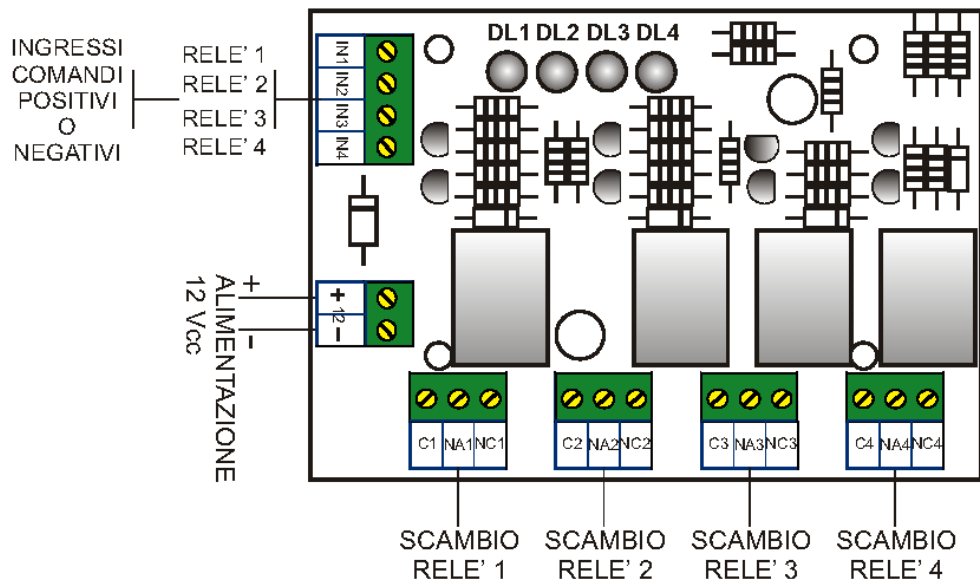 INGRESSI
COMANDI
POSITIVI
O
NEGATIVI
RELE' 1
RELE' 2
RELE' 3
RELE' 4
IN1
IN2
IN3
IN4
DL1 DL2 DL3 DL4
ALIMENTAZIONE
12 Vcc
+
-
+
12
-
C1 NA1 NC1
C2 NA2 NC2
C3 NA3 NC3
C4 NA4 NC4
SCAMBIO
RELE' 1
SCAMBIO
RELE' 2
SCAMBIO
RELE' 3
SCAMBIO
RELE' 4